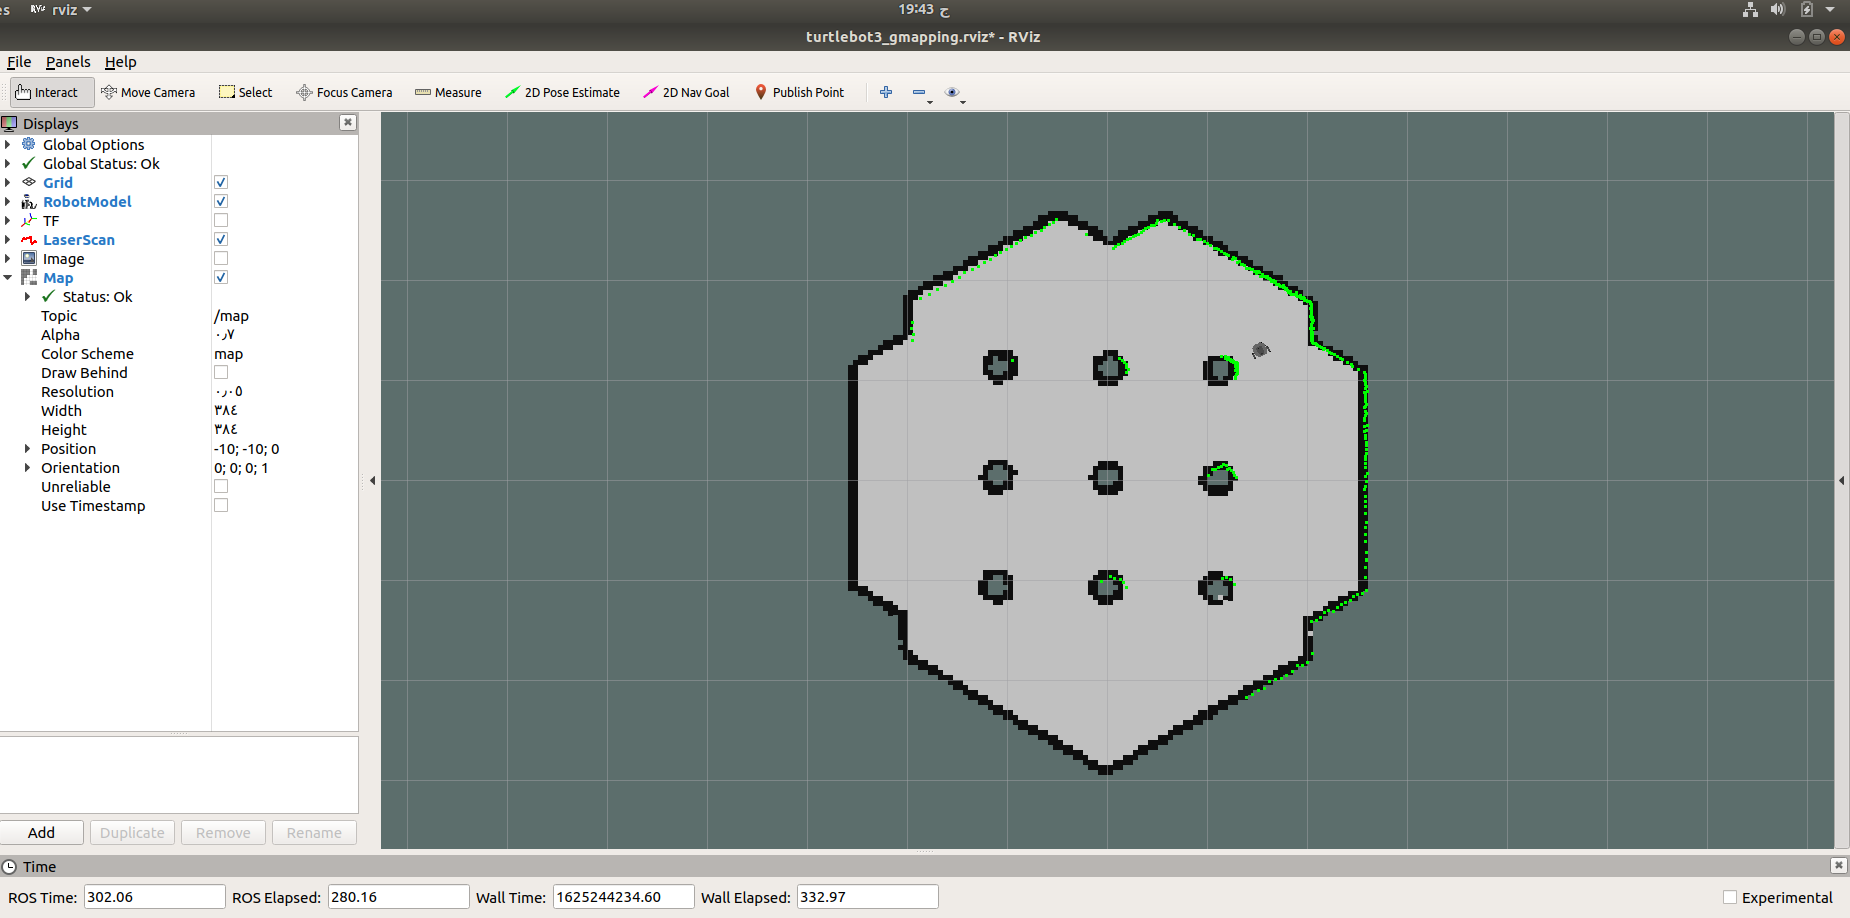 es rviz 19:43 ج
turtlebot3_gmapping.rviz* - RViz
File Panels Help
Interact Move Camera Select Focus Camera Measure 2D Pose Estimate 2D Nav Goal Publish Point
Displays
Global Options
Global Status: Ok
Grid
RobotModel
TF
LaserScan
Image
Map
Status: Ok
Topic /map
Alpha ٠٫٧
Color Scheme map
Draw Behind
Resolution ٠٫٠٥
Width ٣٨٤
Height ٣٨٤
Position -10; -10; 0
Orientation 0; 0; 0; 1
Unreliable
Use Timestamp
Add Duplicate Remove Rename
Time
ROS Time: 302.06 ROS Elapsed: 280.16 Wall Time: 1625244234.60 Wall Elapsed: 332.97 Experimental